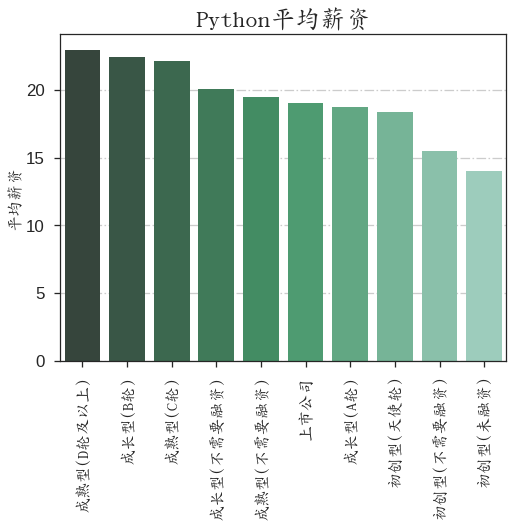 Python平均薪资
平均薪资
20
15
10
5
0
成熟型(D轮及以上)
成长型(B轮)
成熟型(C轮)
成长型(不需要融资)
成熟型(不需要融资)
上市公司
成长型(A轮)
初创型(天使轮)
初创型(不需要融资)
初创型(未融资)